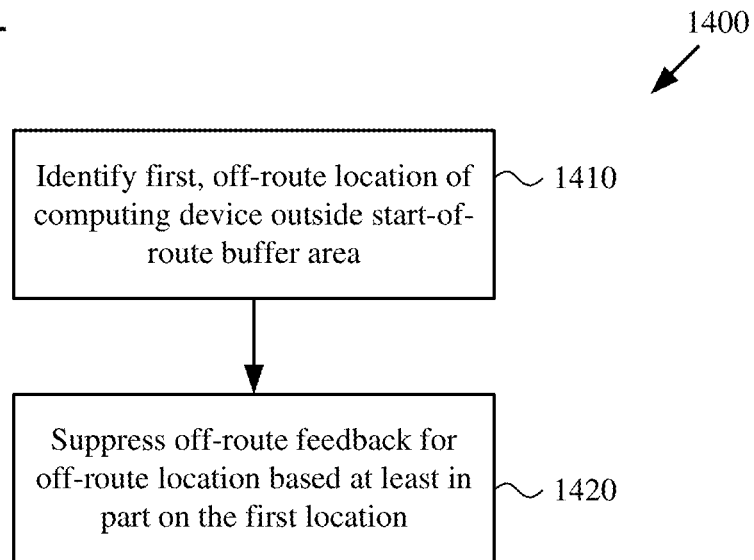 1400
Identify first, off-route location of
computing device outside start-of-
route buffer area
1410
Suppress off-route feedback for
off-route location based at least in
part on the first location
1420